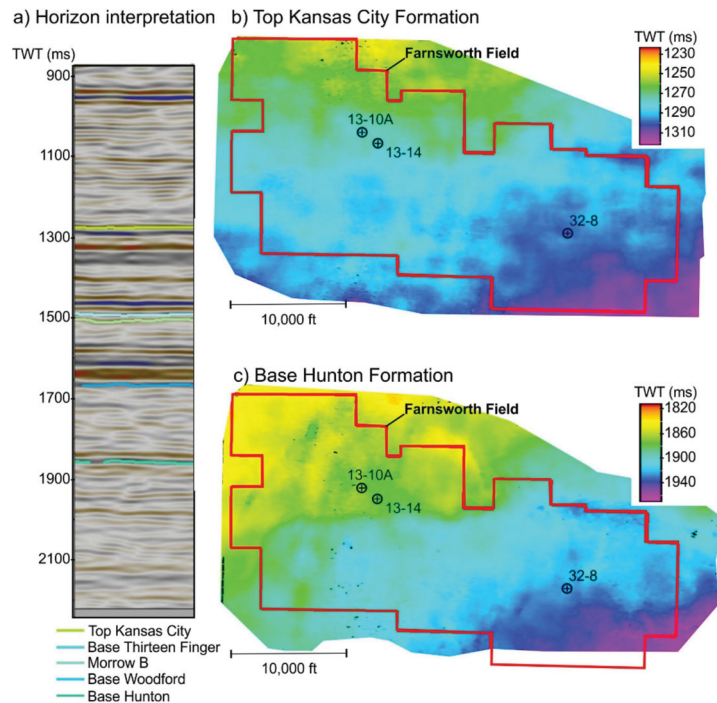 a) Horizon interpretation
TWT
(ms)
900
1100
1300
1500
1700
1900
2100
Top Kansas City
Base Thirteen Finger
Morrow B
Base Woodford
Base Hunton
b) Top Kansas City Formation
Farnsworth Field
13-10A
13-14
32-8
10,000 ft
TWT (ms)
1230
1250
1270
1290
1310
c) Base Hunton Formation
Farnsworth Field
13-10A
13-14
32-8
10,000 ft
TWT (ms)
1820
1860
1900
1940